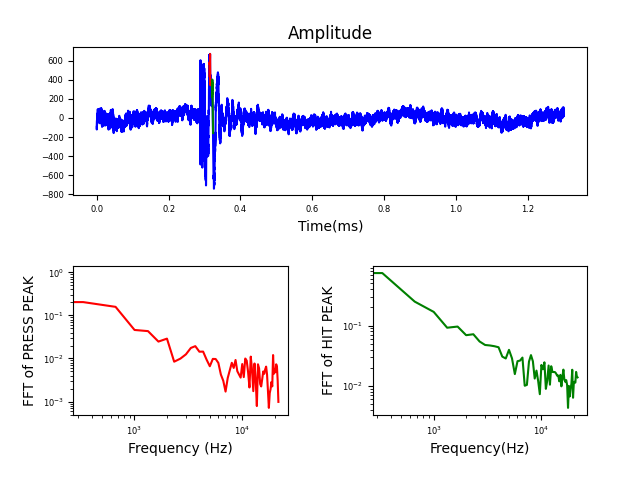 Amplitude
600
400
200
0
−200
−400
−600
−800
0.0 0.2 0.4 0.6 0.8 1.0 1.2
Time(ms)
FFT of PRESS PEAK
10⁰
10⁻¹
10⁻²
10⁻³
10³ 10⁴
Frequency (Hz)
FFT of HIT PEAK
10⁻¹
10⁻²
10³ 10⁴
Frequency(Hz)